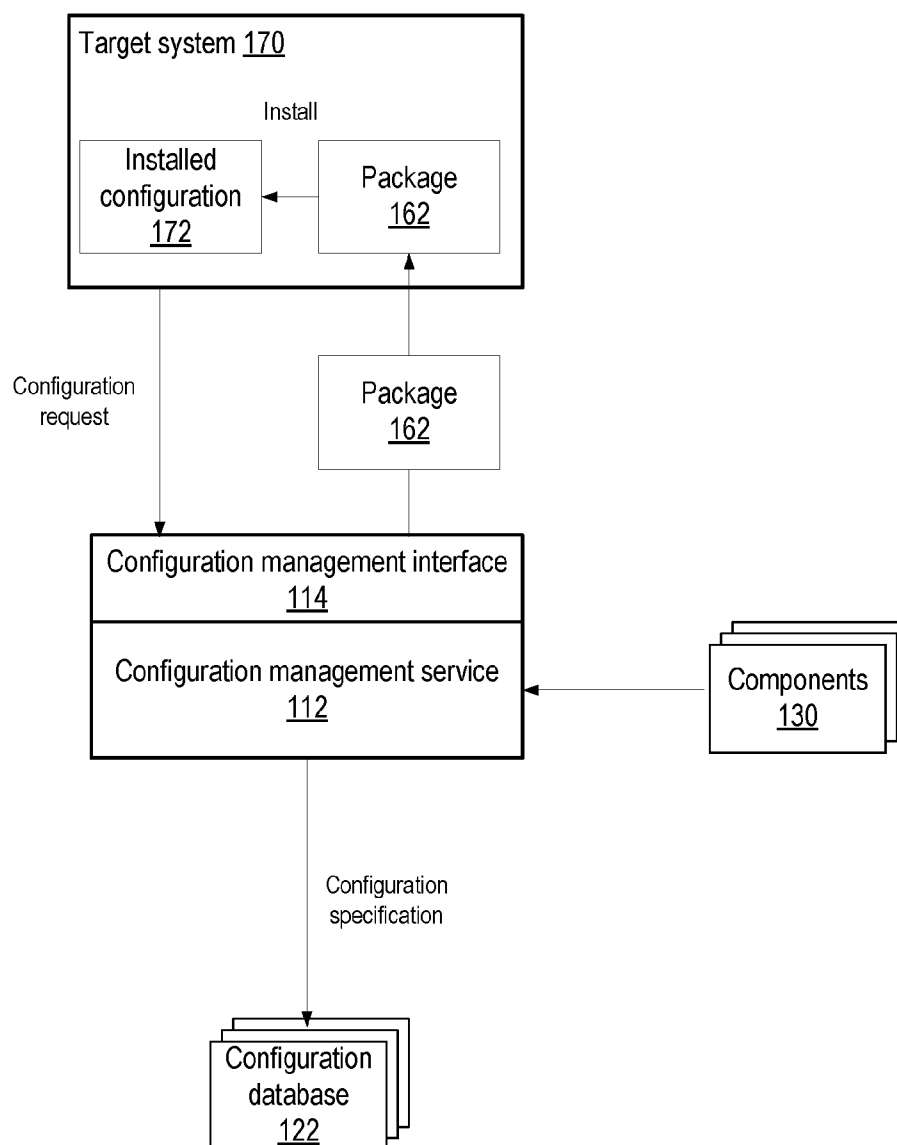 Target system 170
Install
Installed
configuration
172
Package
162
Configuration
request
Package
162
Configuration management interface
114
Configuration management service
112
Components
130
Configuration
specification
Configuration
database
122